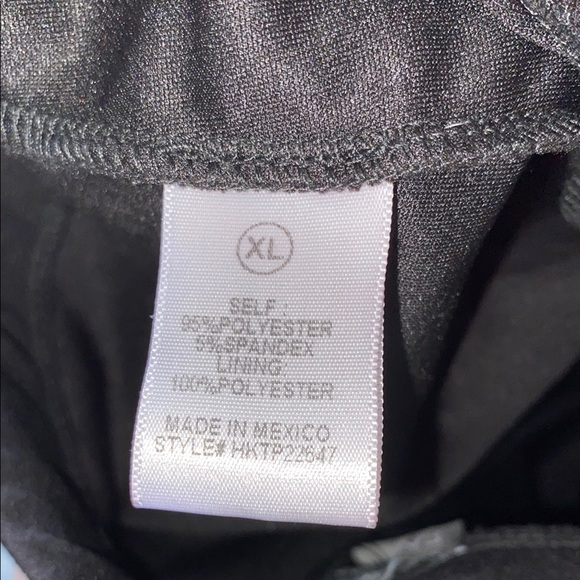 XL
SELF :
95%POLYESTER
5%SPANDEX
LINING :
100%POLYESTER
MADE IN MEXICO
STYLE# HKTP22647